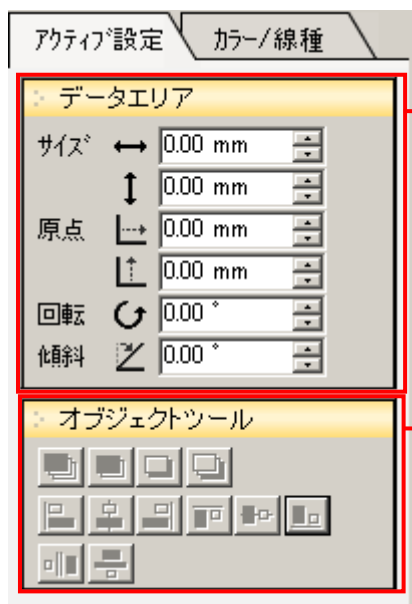 アクティブ設定 カラー/線種
データエリア
サイズ 0.00 mm
0.00 mm
原点 0.00 mm
0.00 mm
回転 0.00 °
傾斜 0.00 °
オブジェクトツール